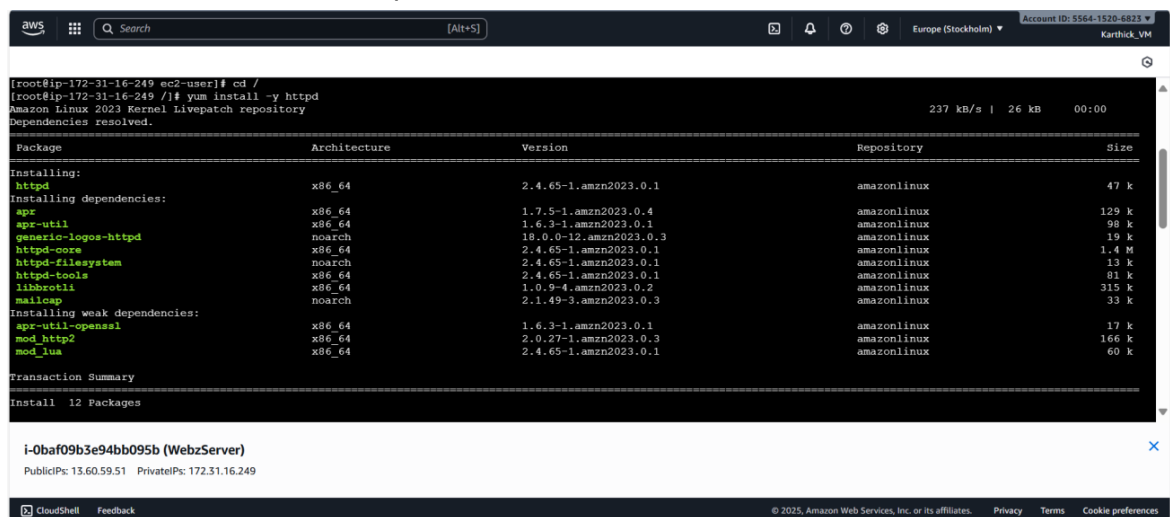 aws
Search [Alt+S]
Europe (Stockholm) ▼
Account ID: 5564-1520-6823 ▼
Karthick_VM
[root@ip-172-31-16-249 ec2-user]# cd /
[root@ip-172-31-16-249 /]# yum install -y httpd
Amazon Linux 2023 Kernel Livepatch repository 237 kB/s | 26 kB 00:00
Dependencies resolved.
Package Architecture Version Repository Size
Installing:
httpd x86_64 2.4.65-1.amzn2023.0.1 amazonlinux 47 k
Installing dependencies:
apr x86_64 1.7.5-1.amzn2023.0.4 amazonlinux 129 k
apr-util x86_64 1.6.3-1.amzn2023.0.1 amazonlinux 98 k
generic-logos-httpd noarch 18.0.0-12.amzn2023.0.3 amazonlinux 19 k
httpd-core x86_64 2.4.65-1.amzn2023.0.1 amazonlinux 1.4 M
httpd-filesystem noarch 2.4.65-1.amzn2023.0.1 amazonlinux 13 k
httpd-tools x86_64 2.4.65-1.amzn2023.0.1 amazonlinux 81 k
libbrotli x86_64 1.0.9-4.amzn2023.0.2 amazonlinux 315 k
mailcap noarch 2.1.49-3.amzn2023.0.3 amazonlinux 33 k
Installing weak dependencies:
apr-util-openssl x86_64 1.6.3-1.amzn2023.0.1 amazonlinux 17 k
mod_http2 x86_64 2.0.27-1.amzn2023.0.3 amazonlinux 166 k
mod_lua x86_64 2.4.65-1.amzn2023.0.1 amazonlinux 60 k
Transaction Summary
Install 12 Packages
i-0baf09b3e94bb095b (WebzServer)
PublicIPs: 13.60.59.51 PrivateIPs: 172.31.16.249
CloudShell Feedback © 2025, Amazon Web Services, Inc. or its affiliates. Privacy Terms Cookie preferences